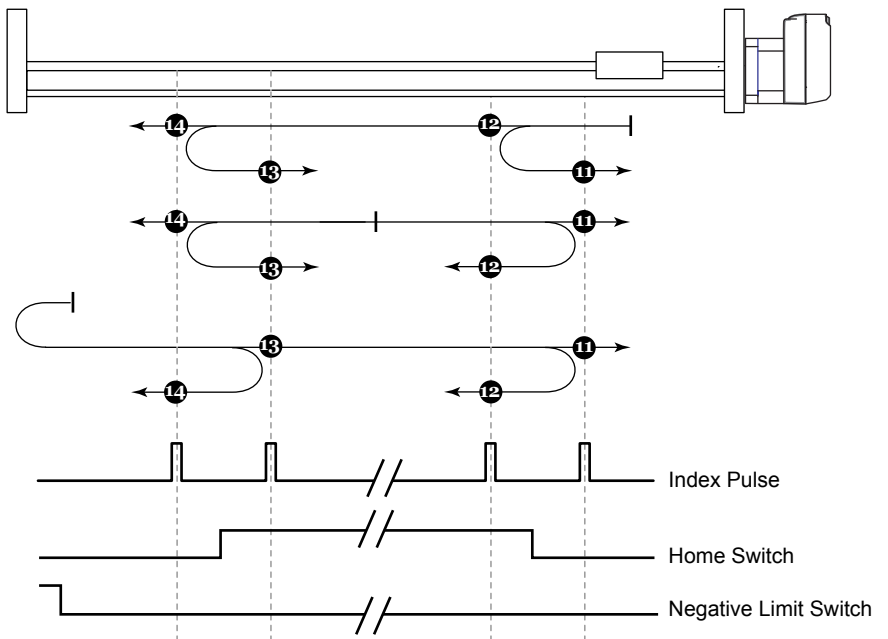 14 12
13 11
14 11
13 12
13 11
14 12
Index Pulse
Home Switch
Negative Limit Switch